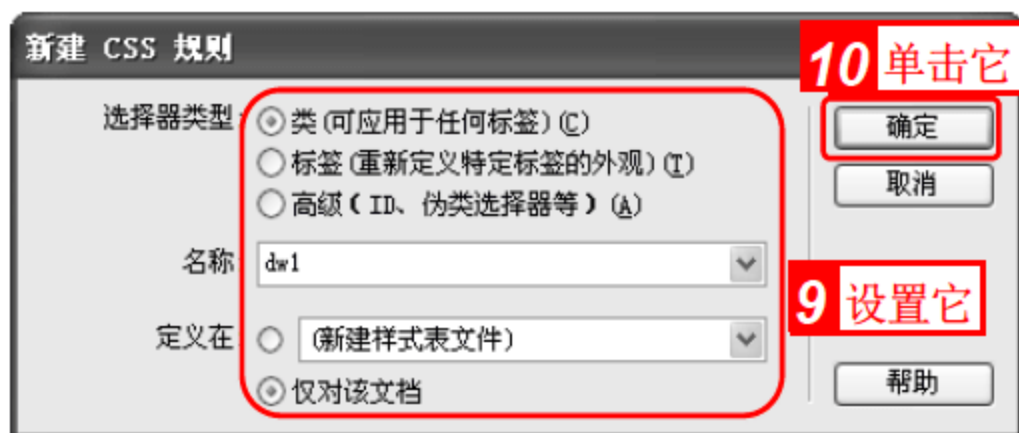 新建 CSS 规则
10 单击它
选择器类型:
类(可应用于任何标签)(C)
确定
标签(重新定义特定标签的外观)(T)
取消
高级( ID、伪类选择器等 )(A)
名称:
dw1
9 设置它
定义在:
(新建样式表文件)
仅对该文档
帮助